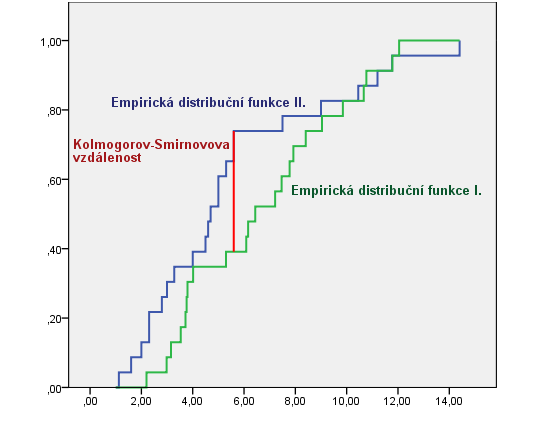 1,00
Empirická distribuční funkce II.
,80
Kolmogorov-Smirnovova
vzdálenost
,60
Empirická distribuční funkce I.
,40
,20
,00
,00 2,00 4,00 6,00 8,00 10,00 12,00 14,00